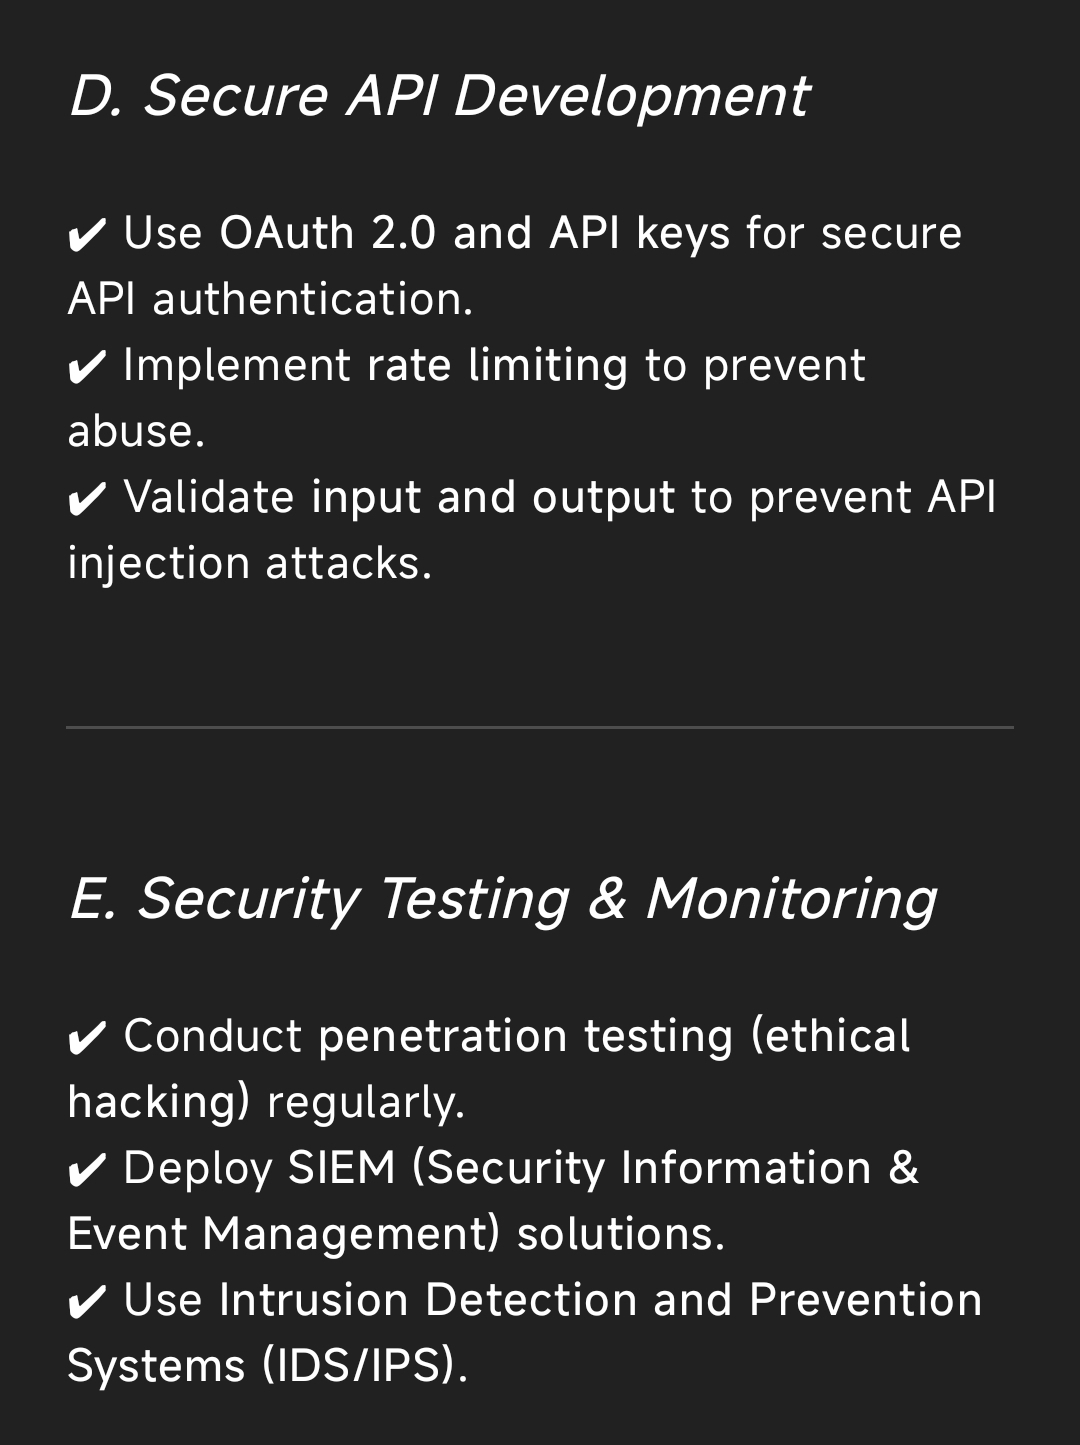 D. Secure API Development
✔ Use OAuth 2.0 and API keys for secure
API authentication.
✔ Implement rate limiting to prevent
abuse.
✔ Validate input and output to prevent API
injection attacks.
E. Security Testing & Monitoring
✔ Conduct penetration testing (ethical
hacking) regularly.
✔ Deploy SIEM (Security Information &
Event Management) solutions.
✔ Use Intrusion Detection and Prevention
Systems (IDS/IPS).